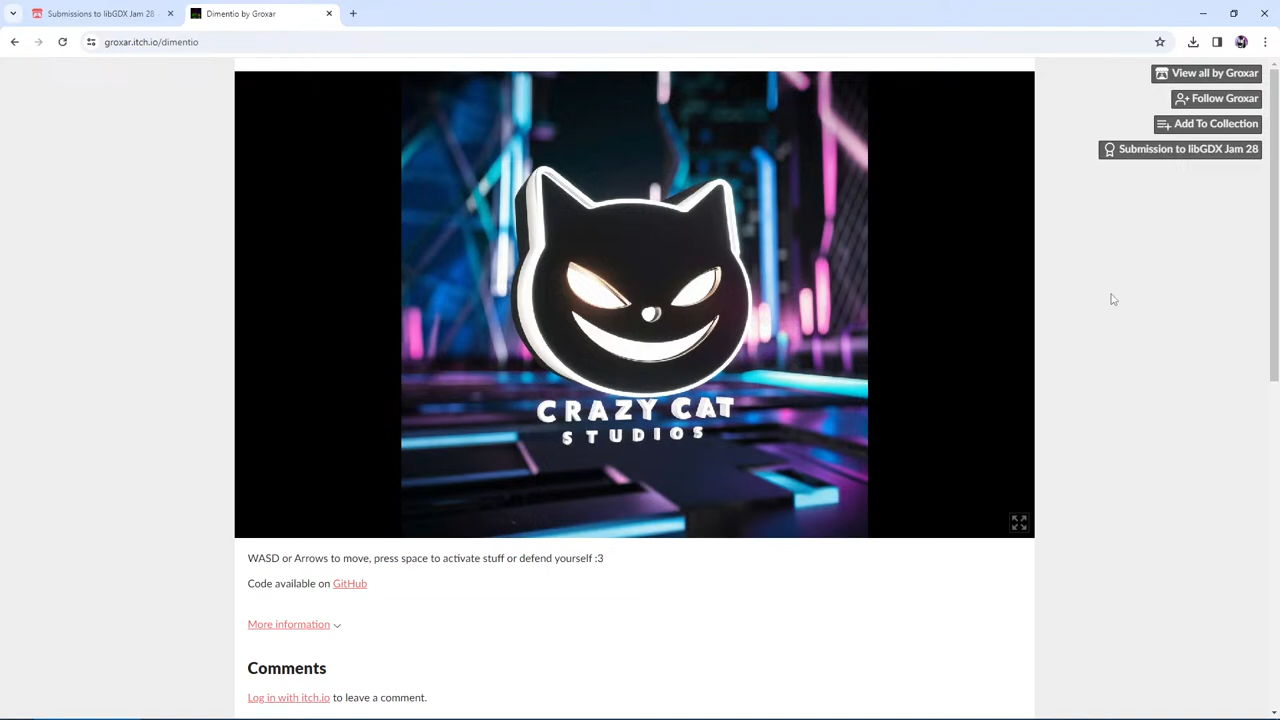 Submissions to libGDX Jam 28
Dimentio by Groxar
groxar.itch.io/dimentio
View all by Groxar
Follow Groxar
Add To Collection
Submission to libGDX Jam 28
CRAZY CAT
STUDIOS
WASD or Arrows to move, press space to activate stuff or defend yourself :3
Code available on GitHub
More information
Comments
Log in with itch.io to leave a comment.